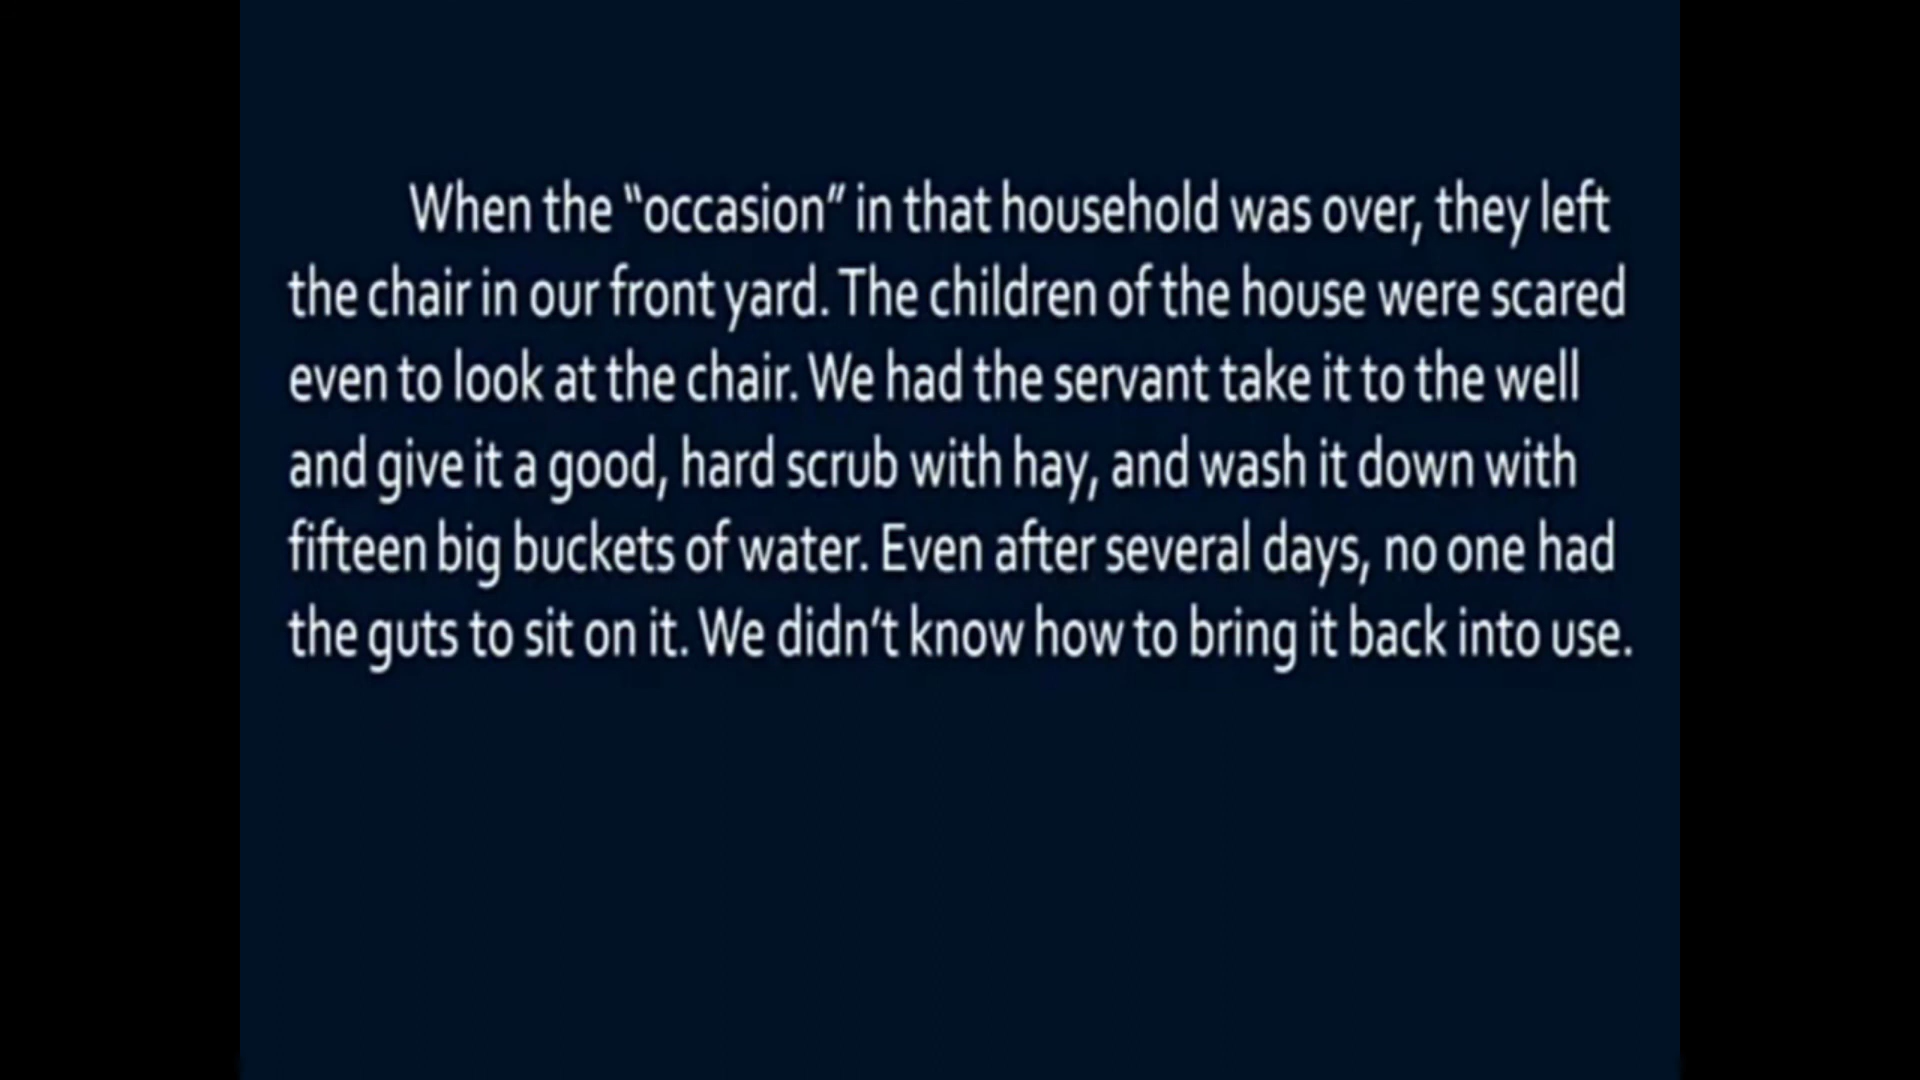 When the “occasion” in that household was over, they left
the chair in our front yard. The children of the house were scared
even to look at the chair. We had the servant take it to the well
and give it a good, hard scrub with hay, and wash it down with
fifteen big buckets of water. Even after several days, no one had
the guts to sit on it. We didn’t know how to bring it back into use.